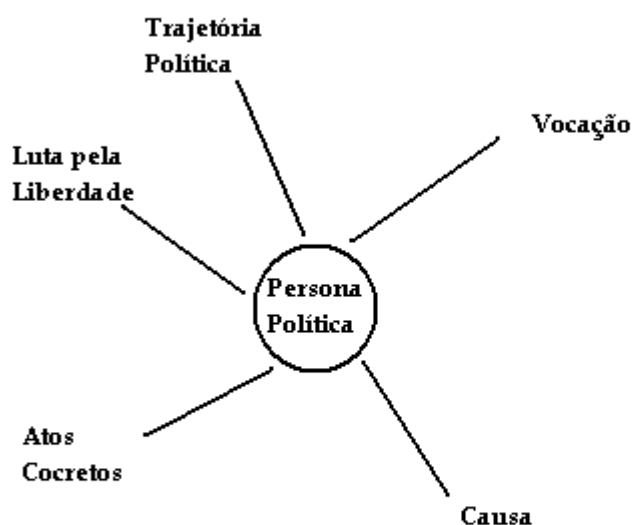 Trajetória
Política
Vocação
Luta pela
Liberdade
Persona
Política
Atos
Cocretos
Causa